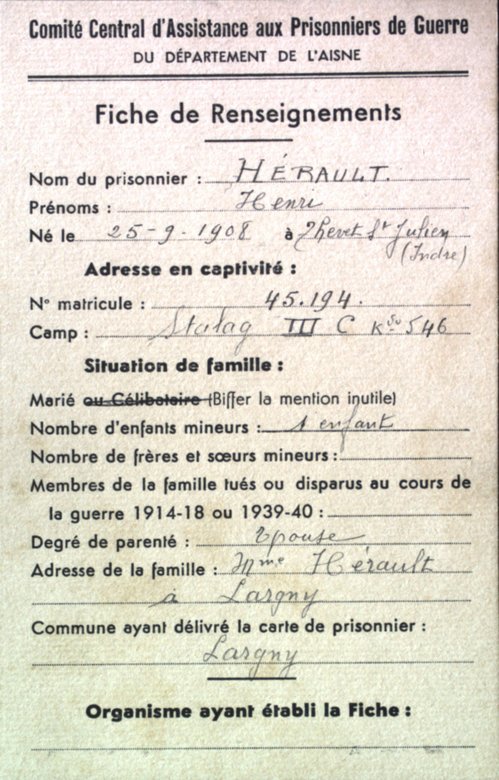 Comité Central d'Assistance aux Prisonniers de Guerre
DU DÉPARTEMENT DE L'AISNE
Fiche de Renseignements
Nom du prisonnier : HÉRAULT.
Prénoms : Henri
Né le 25-9-1908 à Thevet St Julien
(Indre)
Adresse en captivité :
N° matricule : 45.194.
Camp : Stalag III C Kdo 546
Situation de famille :
Marié ou Célibataire (Biffer la mention inutile)
Nombre d'enfants mineurs : 1 enfant
Nombre de frères et sœurs mineurs :
Membres de la famille tués ou disparus au cours de
la guerre 1914-18 ou 1939-40 :
Degré de parenté : Epouse
Adresse de la famille : Mme Hérault
à Largny
Commune ayant délivré la carte de prisonnier :
Largny
Organisme ayant établi la Fiche :